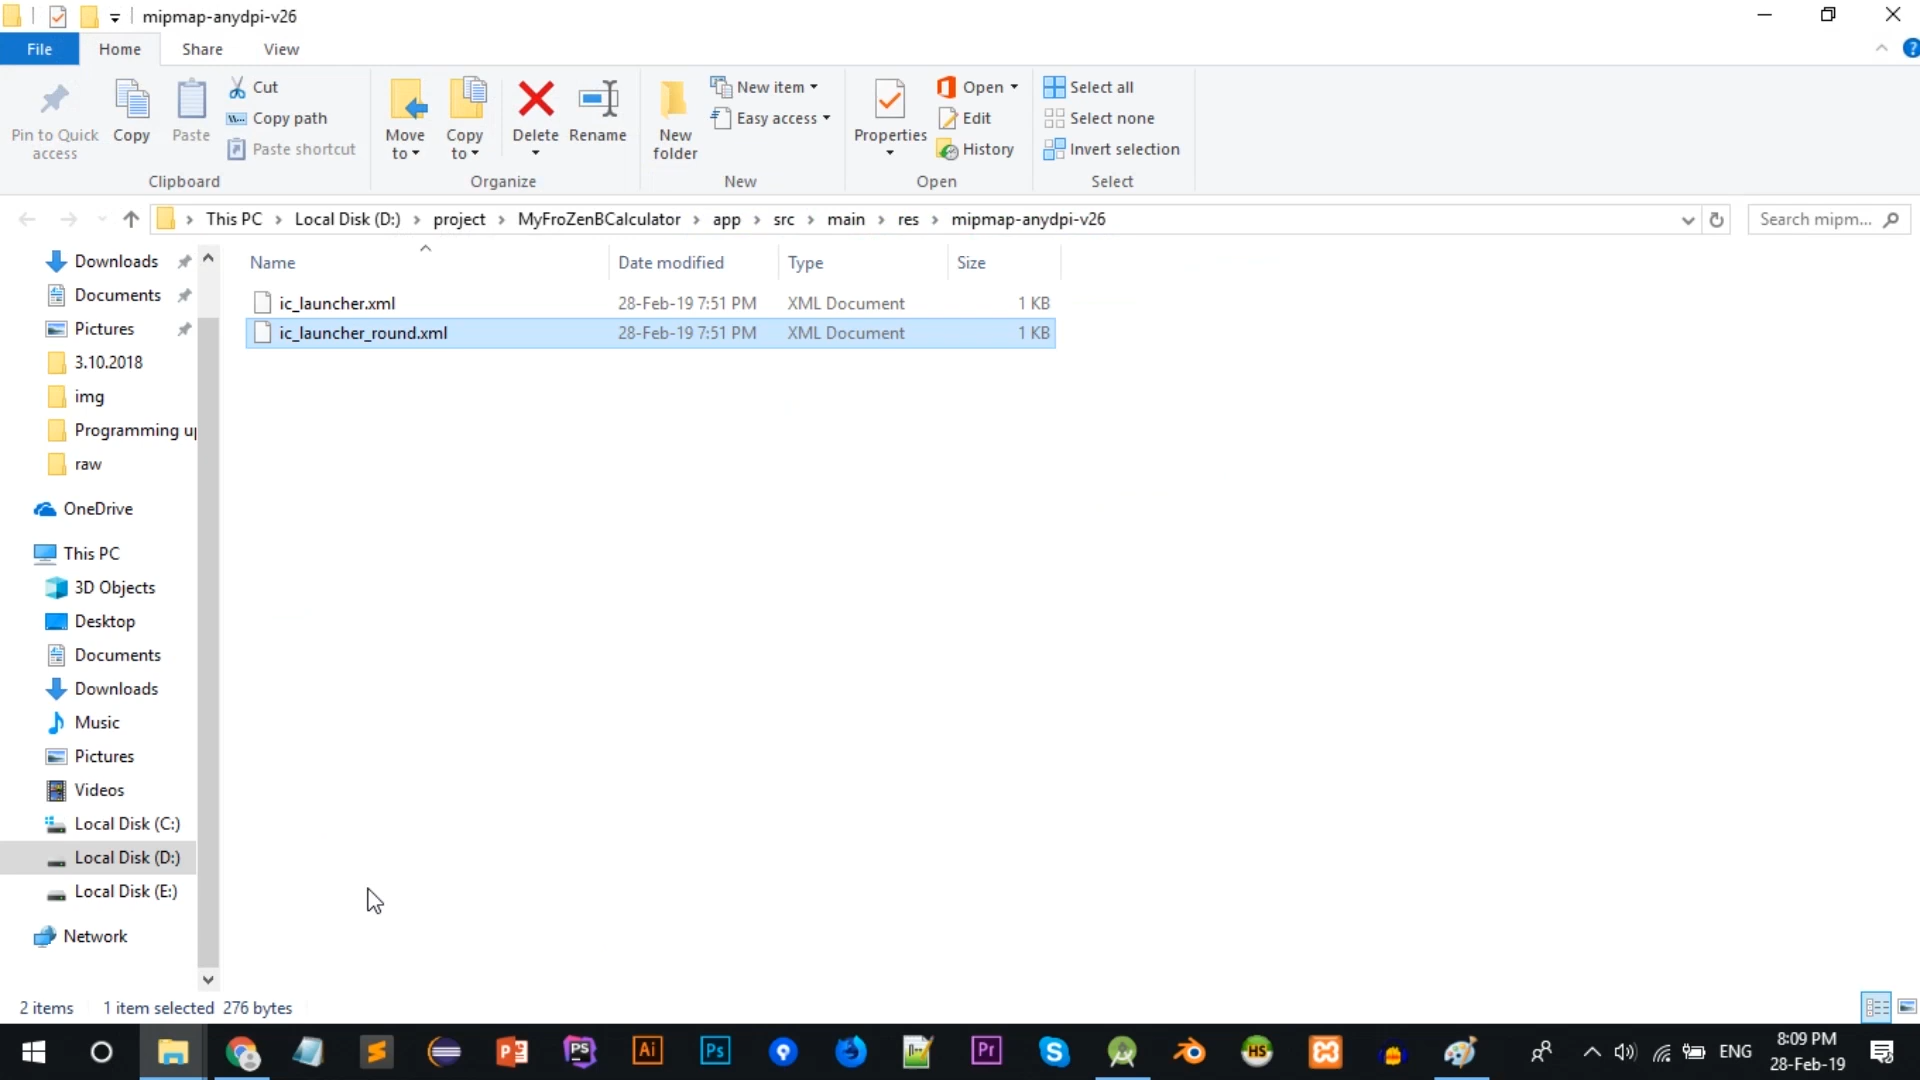 mipmap-anydpi-v26
File Home Share View
Pin to Quick access
Copy
Paste
Cut
Copy path
Paste shortcut
Clipboard
Move to
Copy to
Delete
Rename
Organize
New folder
New item
Easy access
New
Properties
Open
Edit
History
Open
Select all
Select none
Invert selection
Select
This PC > Local Disk (D:) > project > MyFroZenBCalculator > app > src > main > res > mipmap-anydpi-v26
Search mipm...
Name Date modified Type Size
ic_launcher.xml 28-Feb-19 7:51 PM XML Document 1 KB
ic_launcher_round.xml 28-Feb-19 7:51 PM XML Document 1 KB
Downloads
Documents
Pictures
3.10.2018
img
Programming up
raw
OneDrive
This PC
3D Objects
Desktop
Documents
Downloads
Music
Pictures
Videos
Local Disk (C:)
Local Disk (D:)
Local Disk (E:)
Network
2 items 1 item selected 276 bytes
PS
Ai
Ps
Pr
HS
ENG
8:09 PM
28-Feb-19